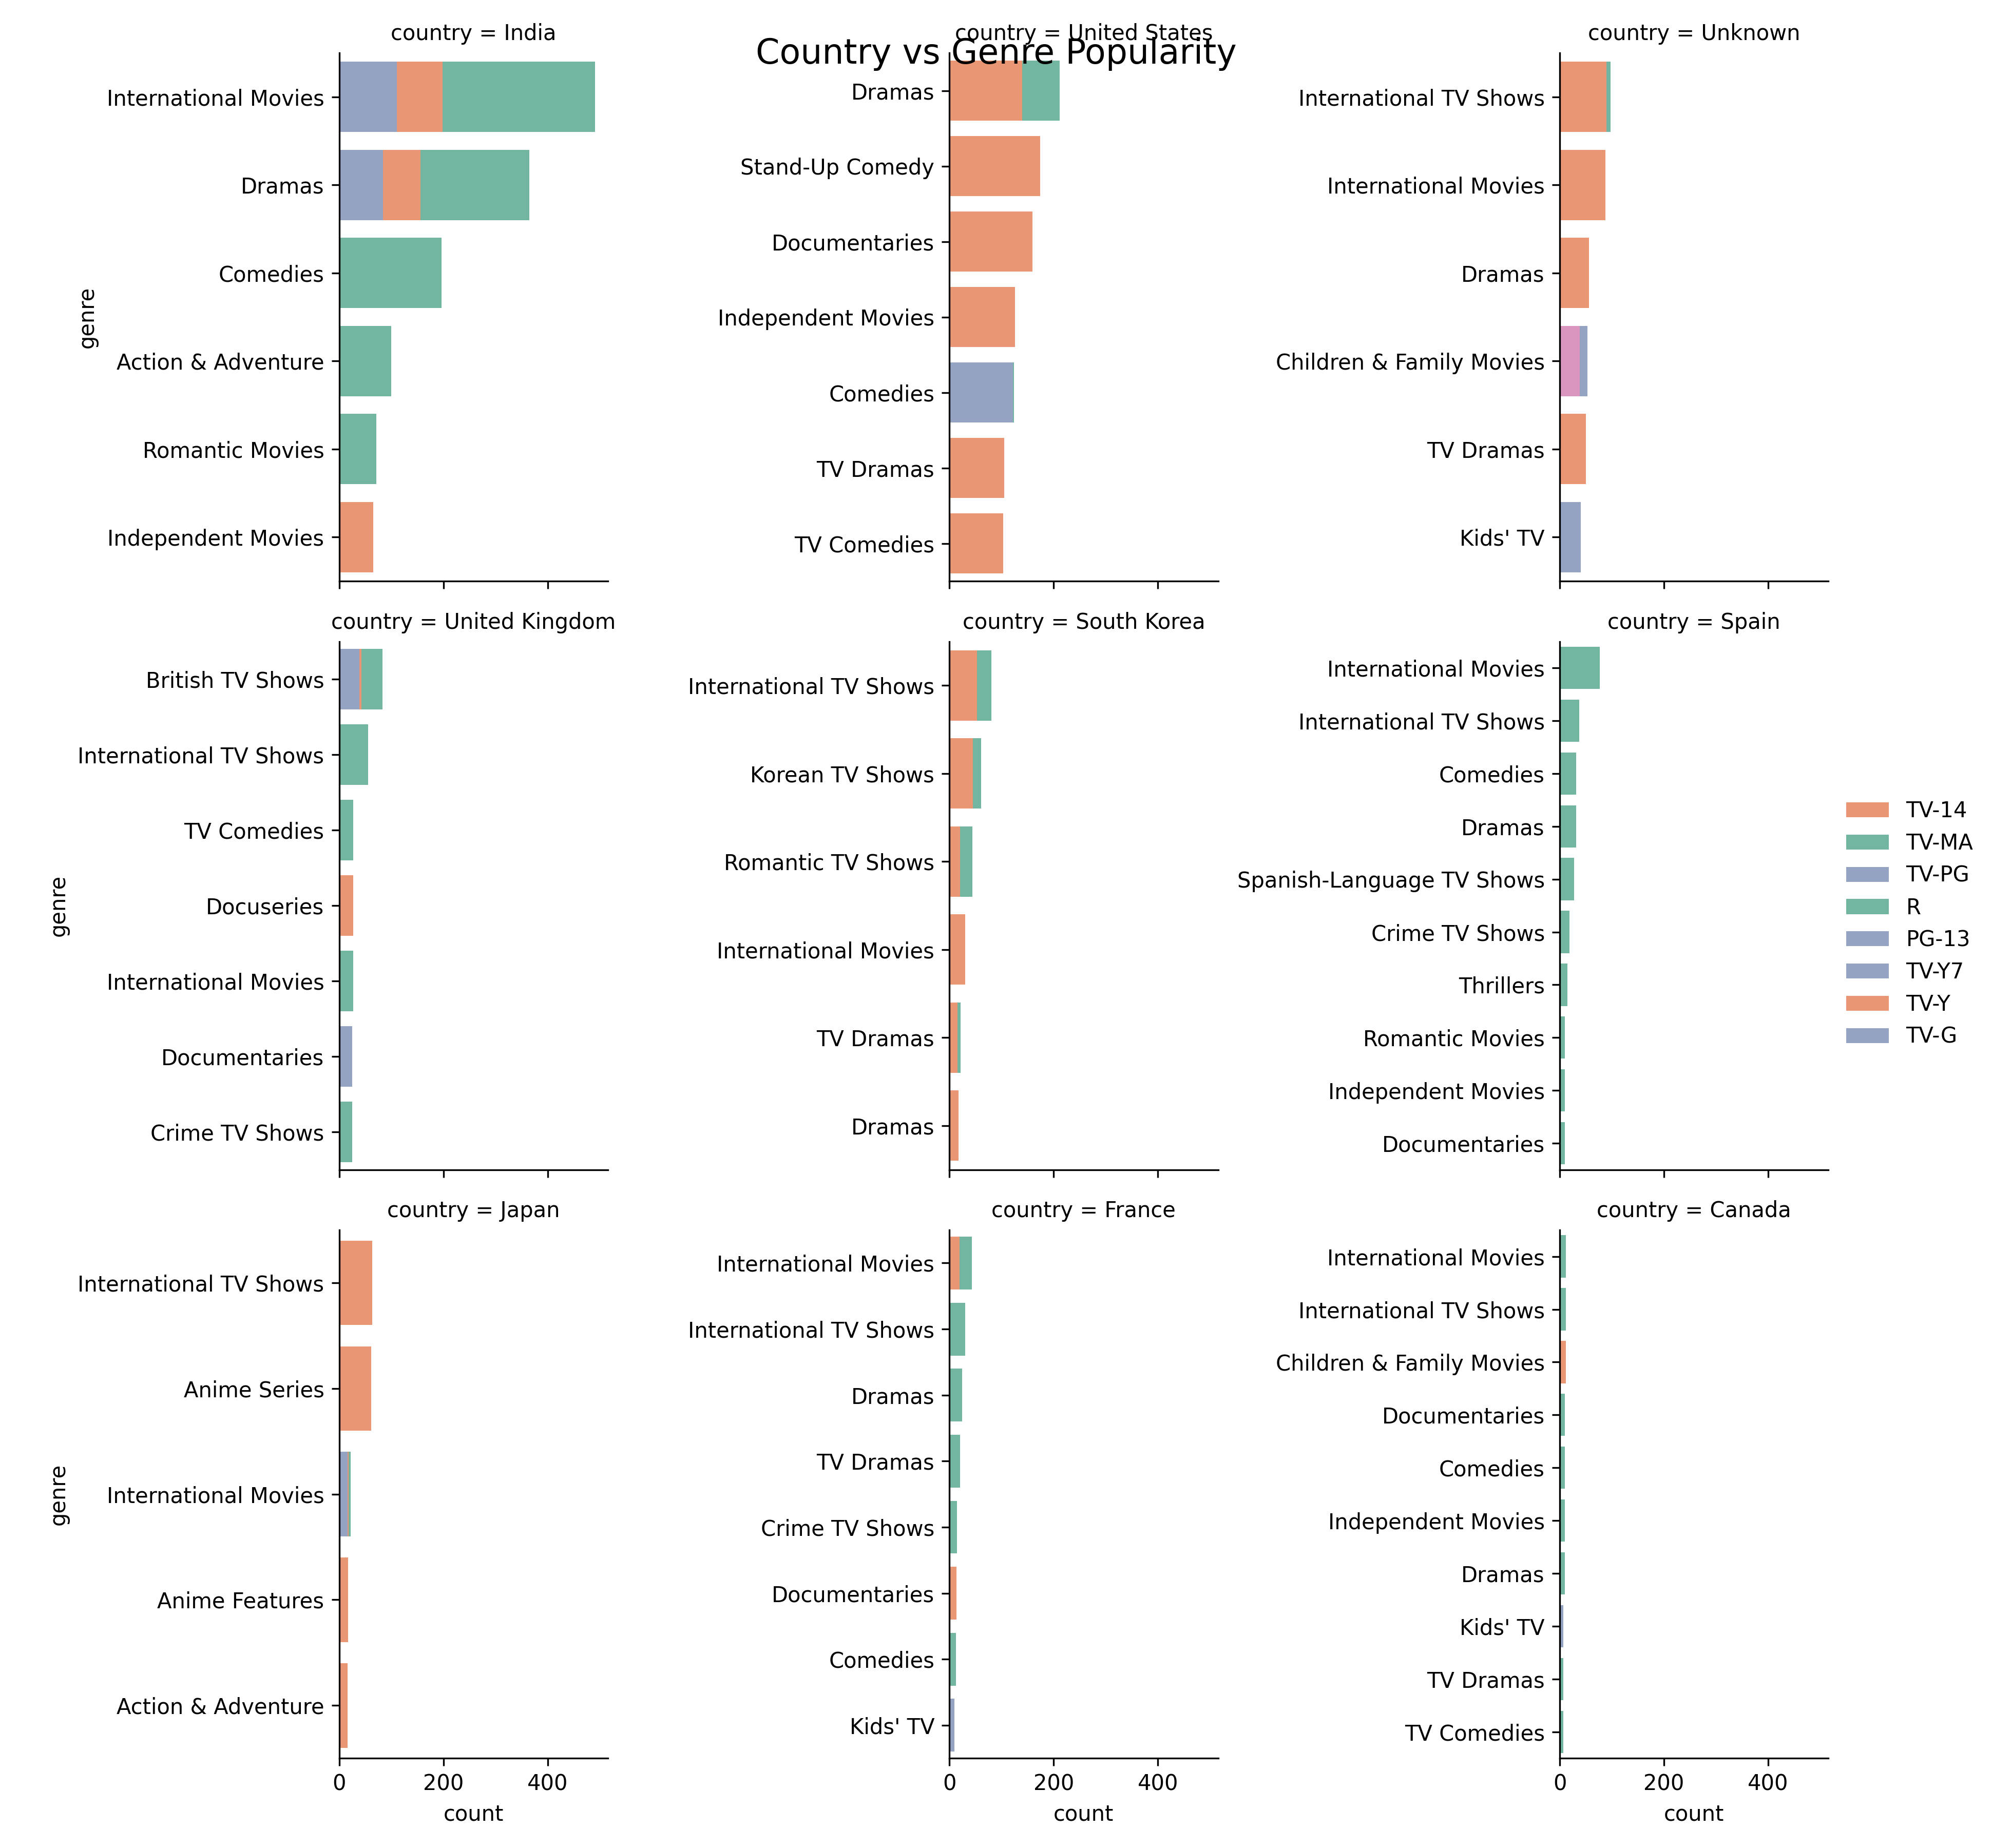 Country vs Genre Popularity
country = India
genre
International Movies
Dramas
Comedies
Action & Adventure
Romantic Movies
Independent Movies
country = United States
Dramas
Stand-Up Comedy
Documentaries
Independent Movies
Comedies
TV Dramas
TV Comedies
country = Unknown
International TV Shows
International Movies
Dramas
Children & Family Movies
TV Dramas
Kids' TV
country = United Kingdom
genre
British TV Shows
International TV Shows
TV Comedies
Docuseries
International Movies
Documentaries
Crime TV Shows
country = South Korea
International TV Shows
Korean TV Shows
Romantic TV Shows
International Movies
TV Dramas
Dramas
country = Spain
International Movies
International TV Shows
Comedies
Dramas
Spanish-Language TV Shows
Crime TV Shows
Thrillers
Romantic Movies
Independent Movies
Documentaries
TV-14
TV-MA
TV-PG
R
PG-13
TV-Y7
TV-Y
TV-G
country = Japan
genre
International TV Shows
Anime Series
International Movies
Anime Features
Action & Adventure
0 200 400
count
country = France
International Movies
International TV Shows
Dramas
TV Dramas
Crime TV Shows
Documentaries
Comedies
Kids' TV
0 200 400
count
country = Canada
International Movies
International TV Shows
Children & Family Movies
Documentaries
Comedies
Independent Movies
Dramas
Kids' TV
TV Dramas
TV Comedies
0 200 400
count